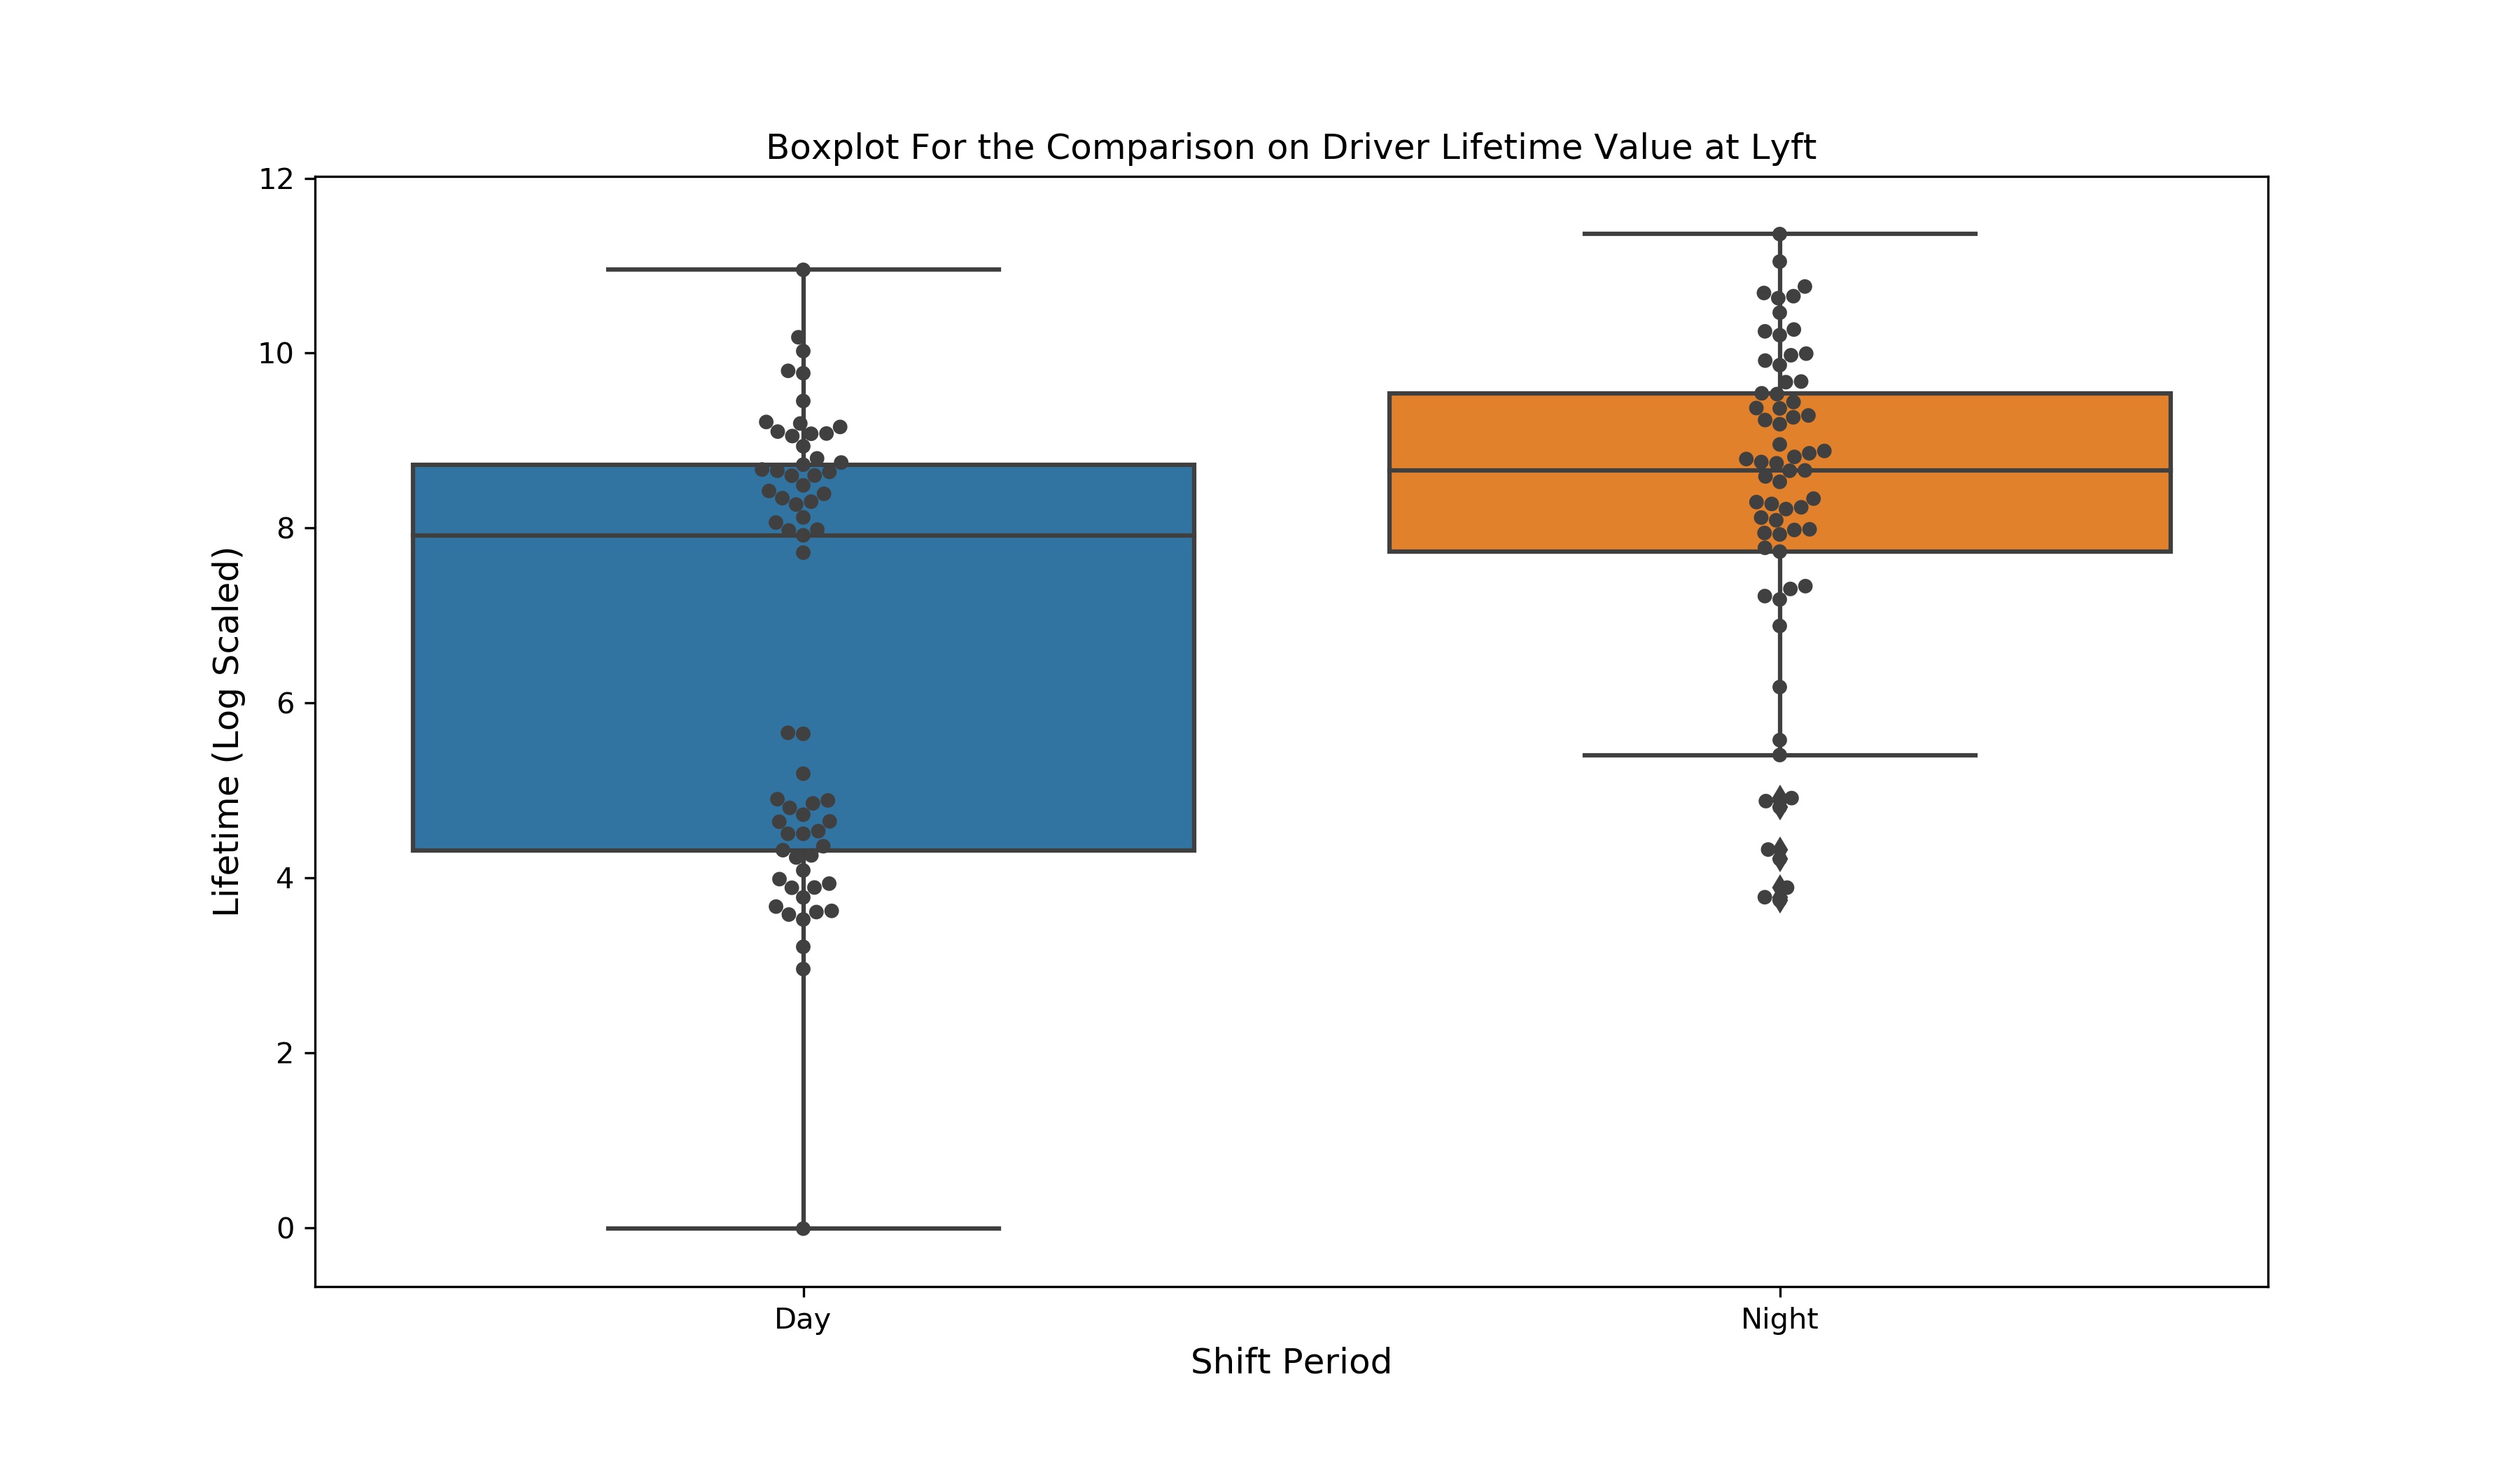 Boxplot For the Comparison on Driver Lifetime Value at Lyft
12
10
8
6
4
2
0
Lifetime (Log Scaled)
Day
Night
Shift Period